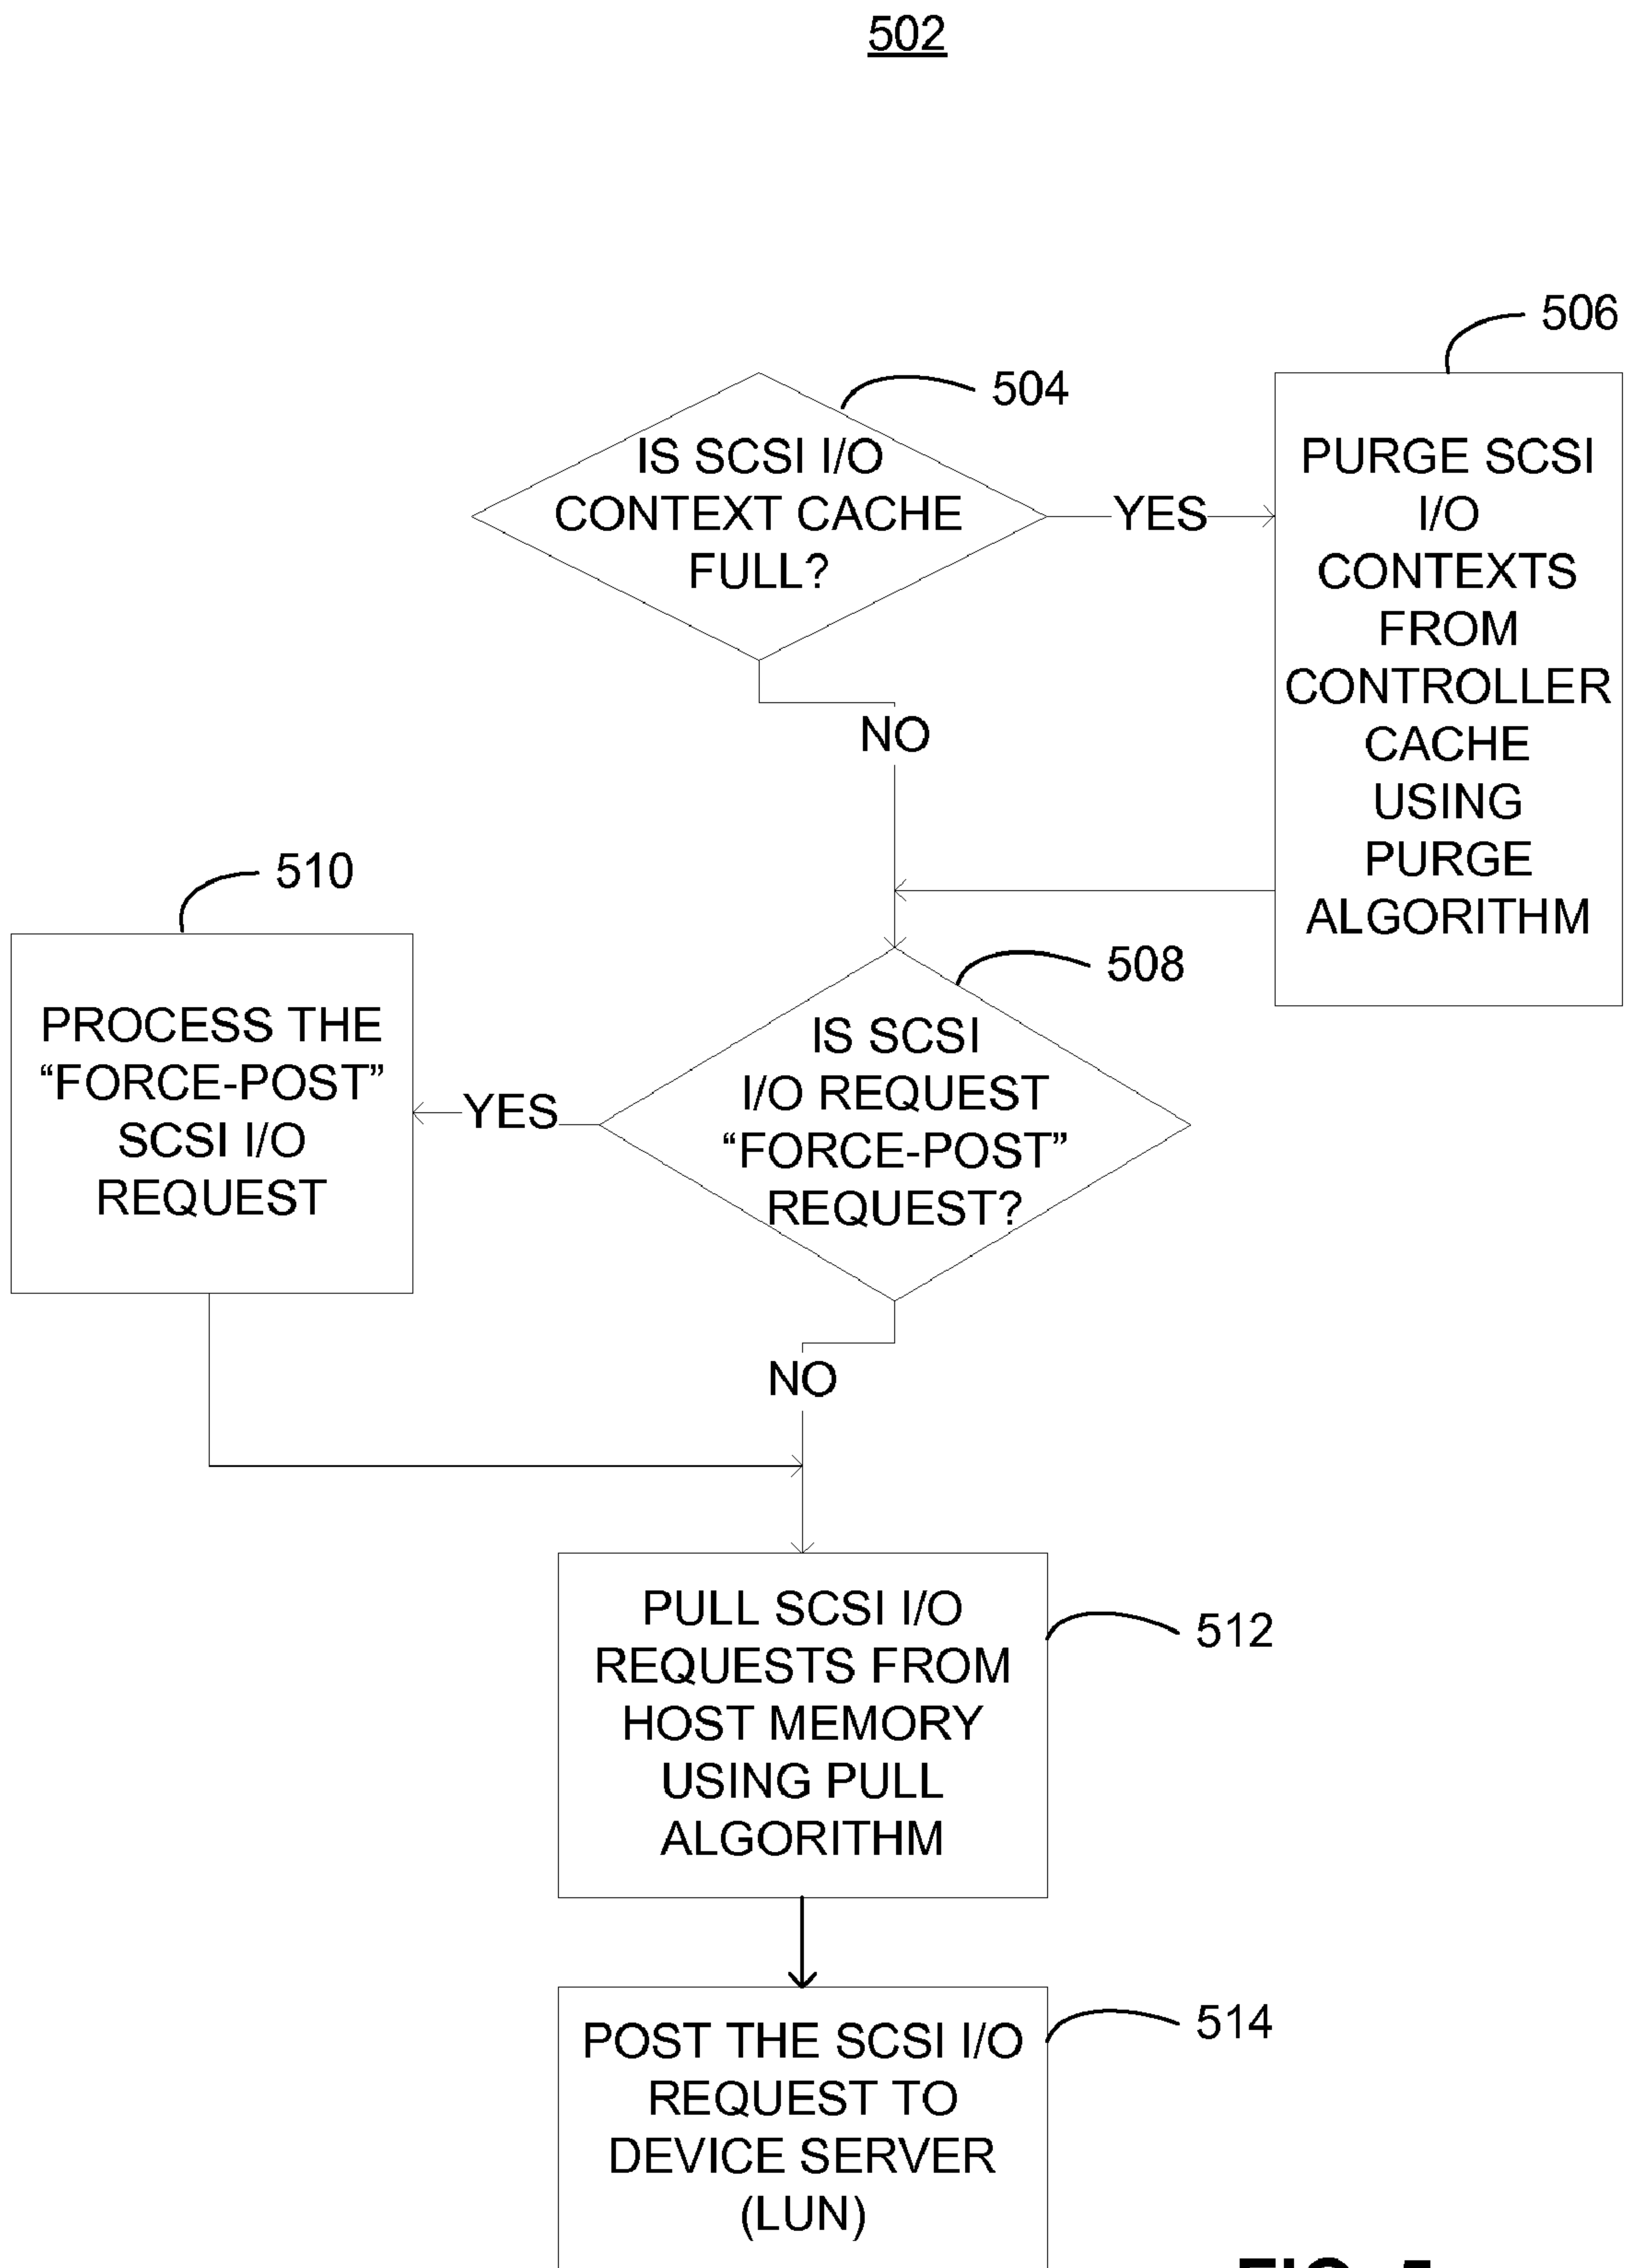 502
506
504
IS SCSI I/O
CONTEXT CACHE
FULL?
YES
PURGE SCSI
I/O
CONTEXTS
FROM
CONTROLLER
CACHE
USING
PURGE
ALGORITHM
NO
510
508
PROCESS THE
“FORCE-POST”
SCSI I/O
REQUEST
YES
IS SCSI
I/O REQUEST
“FORCE-POST”
REQUEST?
NO
PULL SCSI I/O
REQUESTS FROM
HOST MEMORY
USING PULL
ALGORITHM
512
POST THE SCSI I/O
REQUEST TO
DEVICE SERVER
(LUN)
514